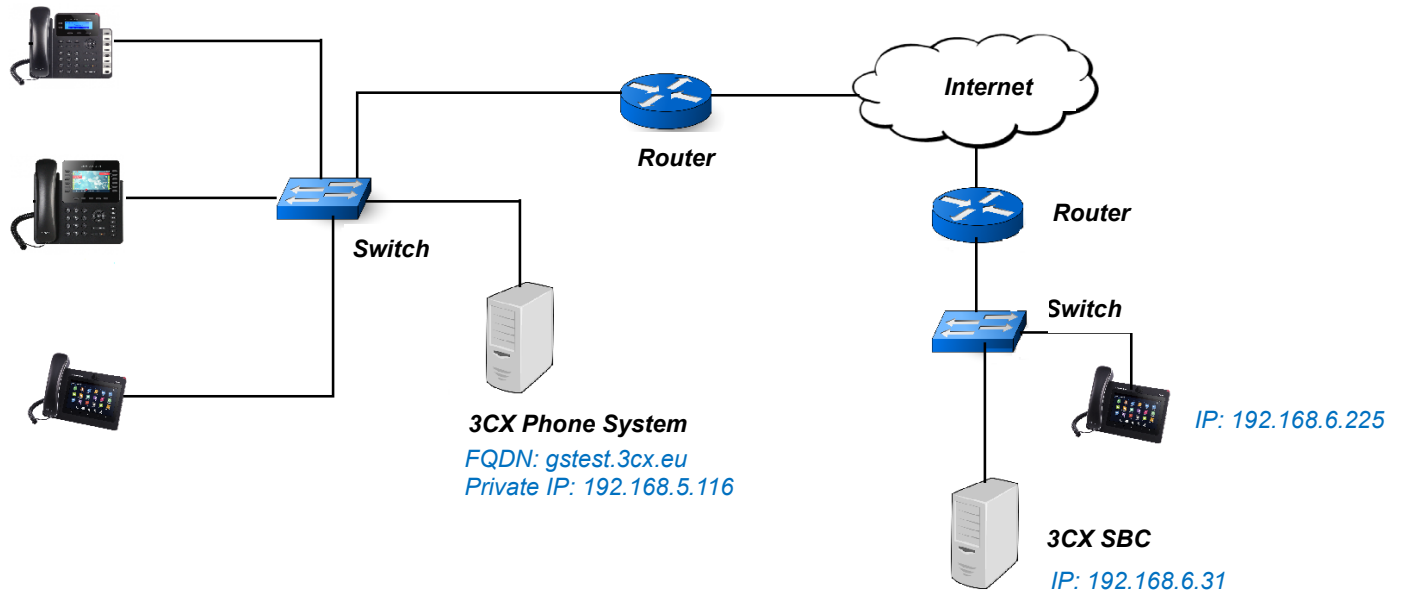 Internet
Router
Router
Switch
Switch
3CX Phone System
FQDN: gstest.3cx.eu
Private IP: 192.168.5.116
IP: 192.168.6.225
3CX SBC
IP: 192.168.6.31